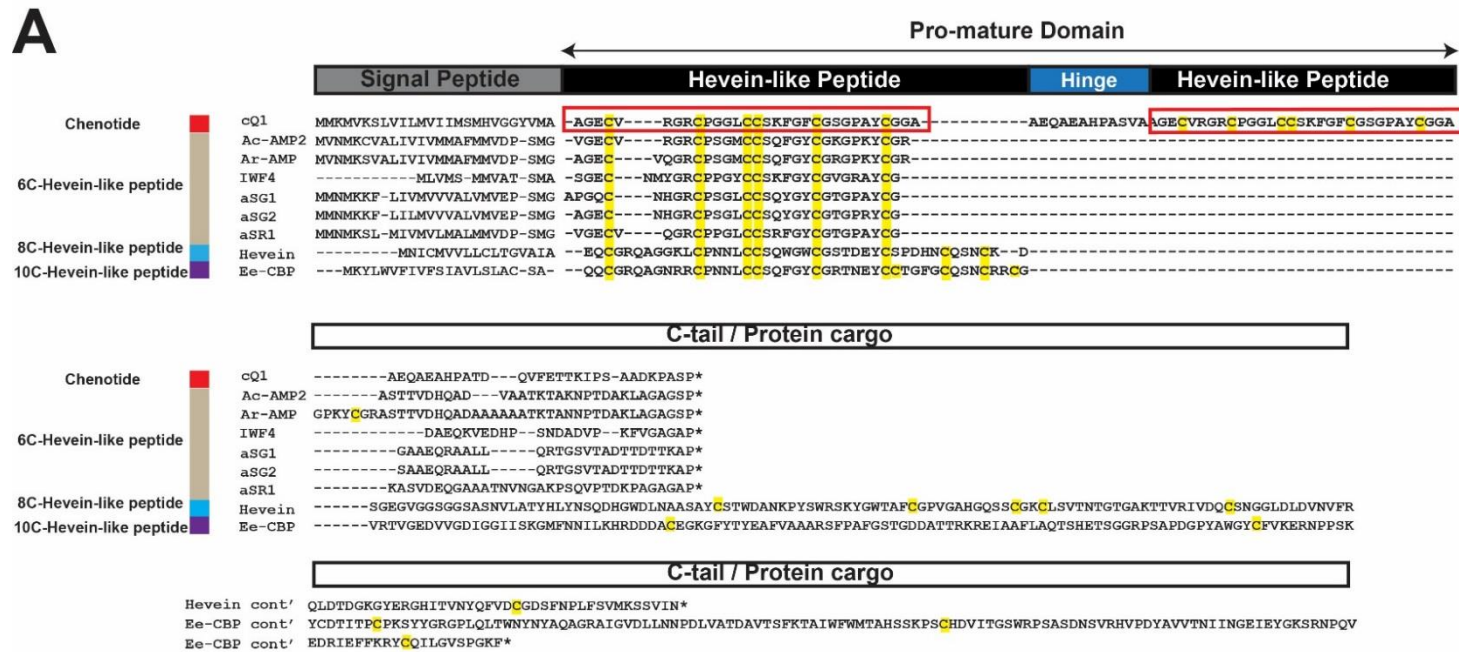 A
Pro-mature Domain
Signal Peptide Hevein-like Peptide Hinge Hevein-like Peptide
Chenotide cQ1 MMKMVKSLVILMVIIMSMHVGGYVMA -AGECV----RGRCPGGLCCSKFGFCGSGPAYCGGA----------AEQAEAHPASVAAGECVRGRCPGGLCCSKFGFCGSGPAYCGGA
Ac-AMP2 MVNMKCVALIVIVMMAFMMVDP-SMG -VGECV----RGRCPSGMCCSQFGYCGKGPKYCGR---------------------------------------------------
Ar-AMP MVNMKSVALIVIVMMAFMMVDP-SMG -AGEC----VQGRCPSGMCCSQFGYCGKGPKYCGR---------------------------------------------------
6C-Hevein-like peptide IWF4 -----------MLVMS-MMVAT-SMA -SGEC--NMYGRCPPGYCCSKFGYCGVGRAYCG----------------------------------------------------
aSG1 MMNMKKF-LIVMVVVALVMVEP-SMG APGQC----NHGRCPSGLCCSQYGYCGTGPAYCG----------------------------------------------------
aSG2 MMNMKKF-LILMVVVALVMVEP-SMG -AGEC----NHGRCPSGLCCSQYGYCGTGPRYCG----------------------------------------------------
aSR1 MMNMKSL-MIVMVVMALMMVDP-SMG -VGEC----QGRCPSGLCCSRFGYCGTGPAYCG----------------------------------------------------
8C-Hevein-like peptide Hevein ---------MNICMVVLLCLTGVAIA --EQCGRQAGGKLCPNNLCCSQWGWCGSTDEYCSPDHNCQSNCK--D------------------------------------------
10C-Hevein-like peptide Ee-CBP ---MKYLWVFIVFSIAVLSLAC-SA- --QQCGRQAGNRRCPNNLCCSQFGYCGRTNEYCCTGFGCQSNCRRCG------------------------------------------
C-tail / Protein cargo
Chenotide cQ1 --------AEQAEAHPATD---QVFETTKIPS-AADKPASP*
Ac-AMP2 -------ASTTVDHQAD---VAATKTAKNPTDAKLAGAGSP*
Ar-AMP GPKYCGRASTTVDHQADAAAAAATKTANNPTDAKLAGAGSP*
6C-Hevein-like peptide IWF4 ------------DAEQKVEDHP--SNDADVP--KFVGAGAP*
aSG1 ---------GAAEQRAALL-----QRTGSVTADTTDTTKAP*
aSG2 ---------SAAEQRAALL-----QRTGSVTADTTDTTKAP*
aSR1 --------KASVDEQGAAATNVNGAKPSQVPTDKPAGAGAP*
8C-Hevein-like peptide Hevein ------SGEGVGGSGGSASNVLATYHLYNSQDHGWDLNAASAYCSTWDANKPYSWRSKYGWTAFCGPVGAHGQSSCGKCLSVTNTGTGAKTTVRIVDQCSNGGLDLDVNVFR
10C-Hevein-like peptide Ee-CBP ------VRTVGEDVVGDIGGIISKGMFNNILKHRDDDACEGKGFYTYEAFVAAARSFPAFGSTGDDATTRKREIAAFLAQTSHETSGGRPSAPDGPYAWGYCFVKERNPPSK
C-tail / Protein cargo
Hevein cont' QLDTDGKGYERGHITVNYQFVDCGDSFNPLFSVMKSSVIN*
Ee-CBP cont' YCDTITPCPKSYYGRGPLQLTWNYNYAQAGRAIGVDLLNNPDLVATDAVTSFKTAIWFWMTAHSSKPSCHDVITGSWRPSASDNSVRHVPDYAVVTNIINGEIEYGKSRNPQV
Ee-CBP cont' EDRIEFFKRYCQILGVSPGKF*